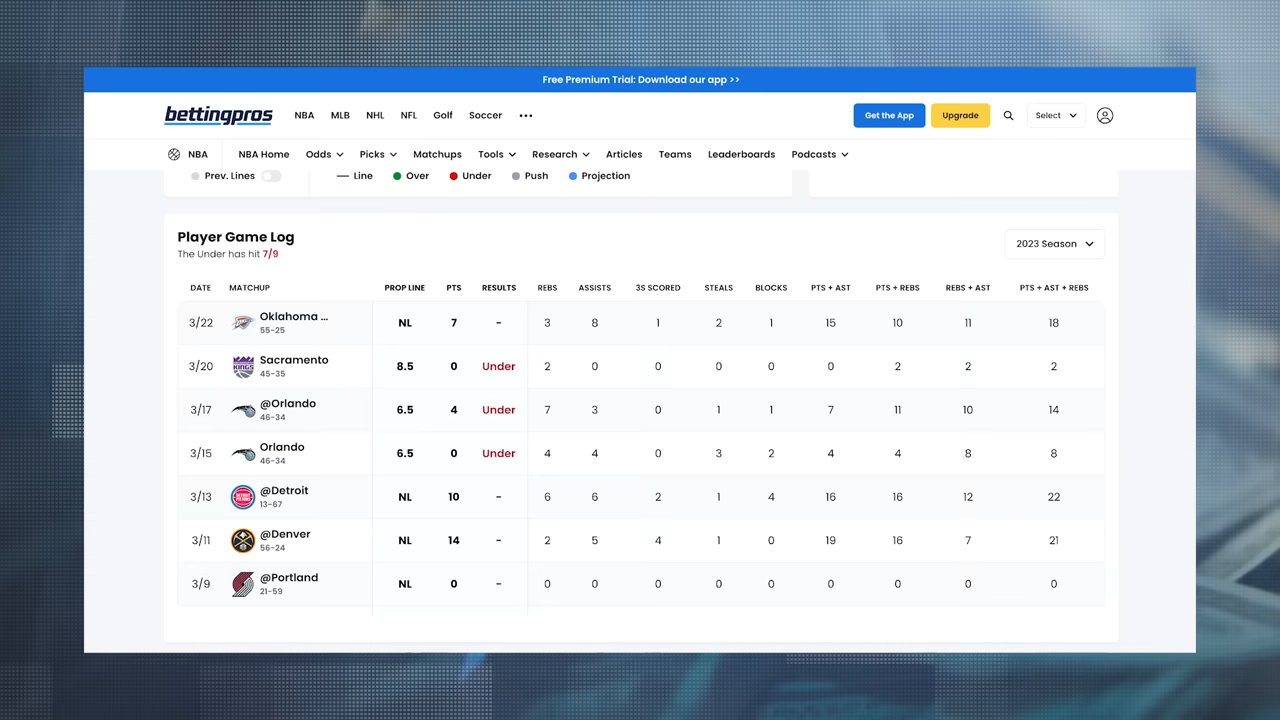 Free Premium Trial: Download our app >>
bettingpros NBA MLB NHL NFL Golf Soccer ••• Get the App Upgrade Select
NBA NBA Home Odds Picks Matchups Tools Research Articles Teams Leaderboards Podcasts
Prev. Lines Line Over Under Push Projection
Player Game Log
The Under has hit 7/9
2023 Season
DATE MATCHUP PROP LINE PTS RESULTS REBS ASSISTS 3S SCORED STEALS BLOCKS PTS + AST PTS + REBS REBS + AST PTS + AST + REBS
3/22 Oklahoma ... 55-25 NL 7 - 3 8 1 2 1 15 10 11 18
3/20 Sacramento 45-35 8.5 0 Under 2 0 0 0 0 0 2 2 2
3/17 @Orlando 46-34 6.5 4 Under 7 3 0 1 1 7 11 10 14
3/15 Orlando 46-34 6.5 0 Under 4 4 0 3 2 4 4 8 8
3/13 @Detroit 13-67 NL 10 - 6 6 2 1 4 16 16 12 22
3/11 @Denver 56-24 NL 14 - 2 5 4 1 0 19 16 7 21
3/9 @Portland 21-59 NL 0 - 0 0 0 0 0 0 0 0 0